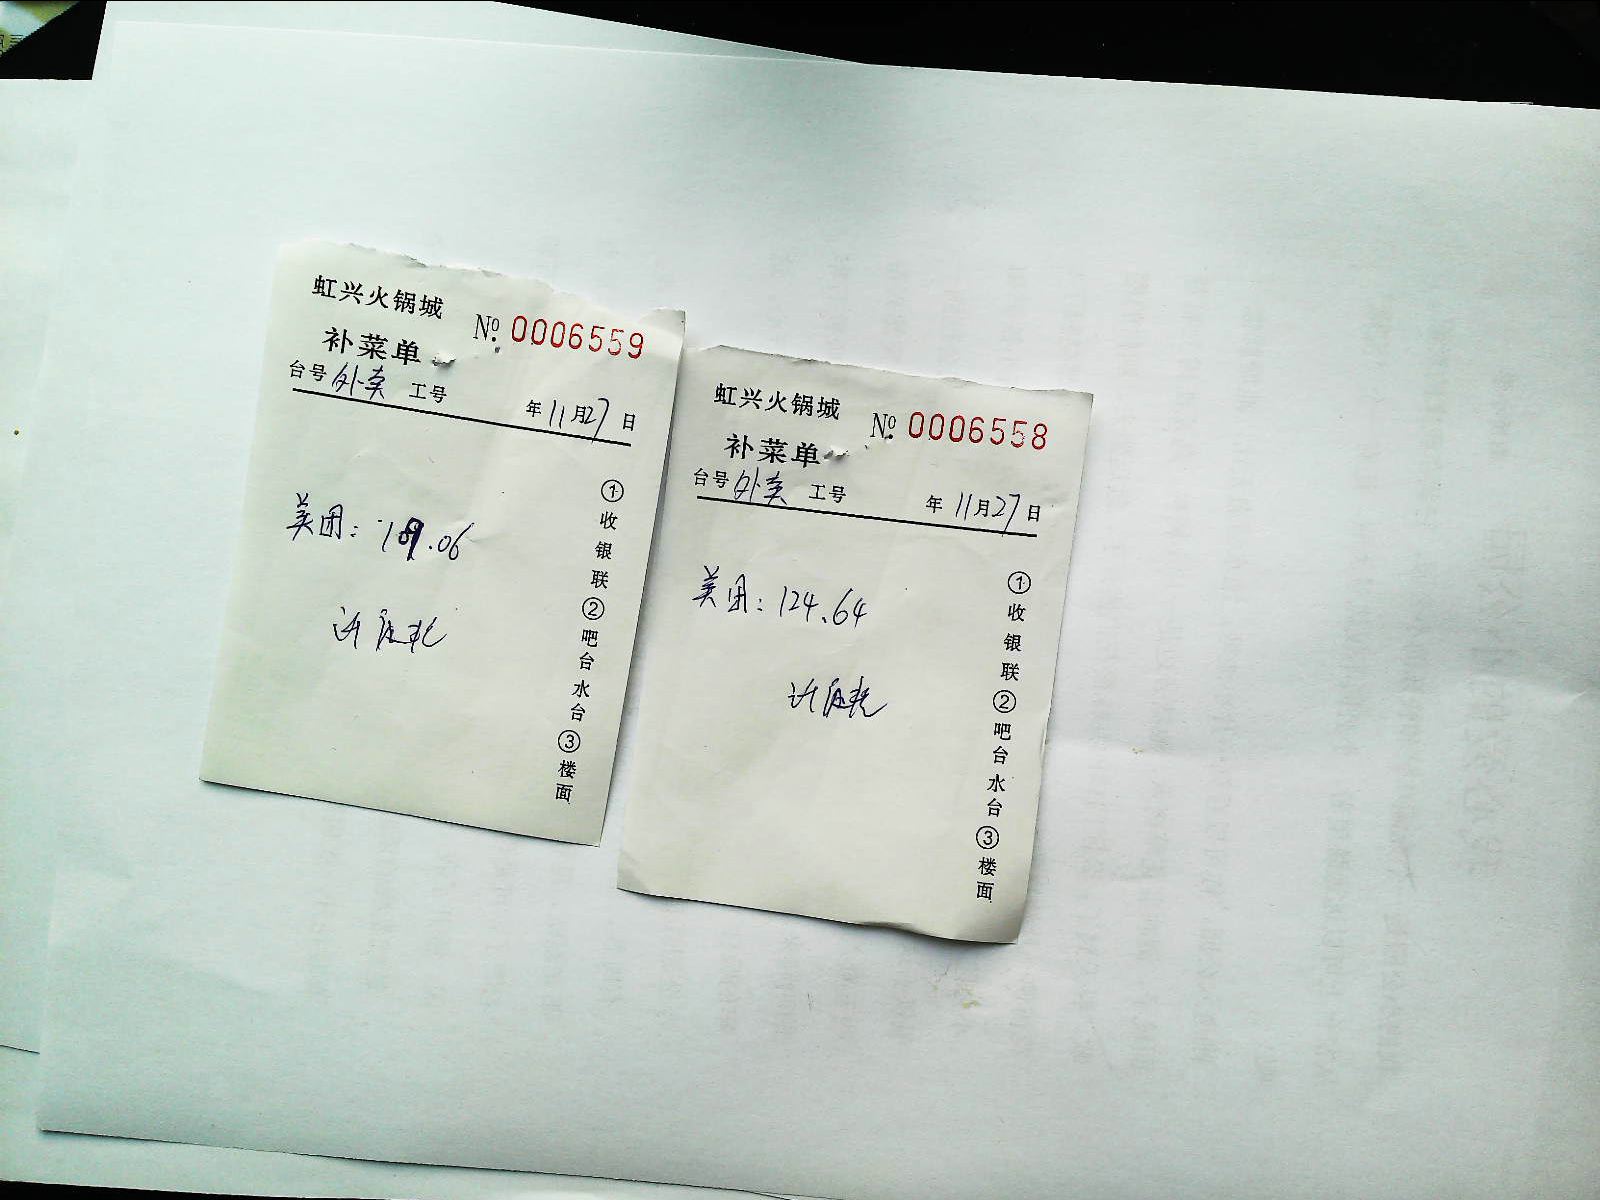 虹兴火锅城
№ 0006559
补菜单
台号 外卖 工号 年 11月27日
美团:
①收银联②吧台水台③楼面
虹兴火锅城
№ 0006558
补菜单
台号 外卖 工号 年 11月27日
美团: 124.64
①收银联②吧台水台③楼面